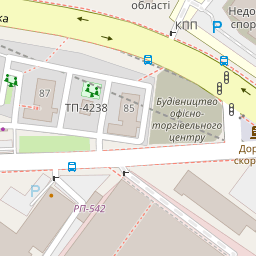 області
ка
КПП
Недо
спор
P
87
85
ТП-4238
Будівництво
офісно-
торгівельного
центру
Дор
скор
P
РП-542